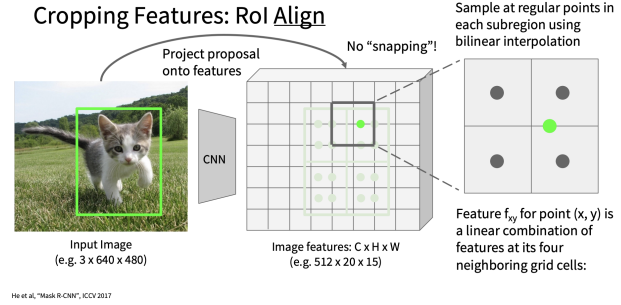 Cropping Features: RoI Align
Sample at regular points in
each subregion using
bilinear interpolation
No “snapping”!
Project proposal
onto features
CNN
Input Image
(e.g. 3 x 640 x 480)
Image features: C x H x W
(e.g. 512 x 20 x 15)
Feature fxy for point (x, y) is
a linear combination of
features at its four
neighboring grid cells:
He et al, “Mask R-CNN”, ICCV 2017